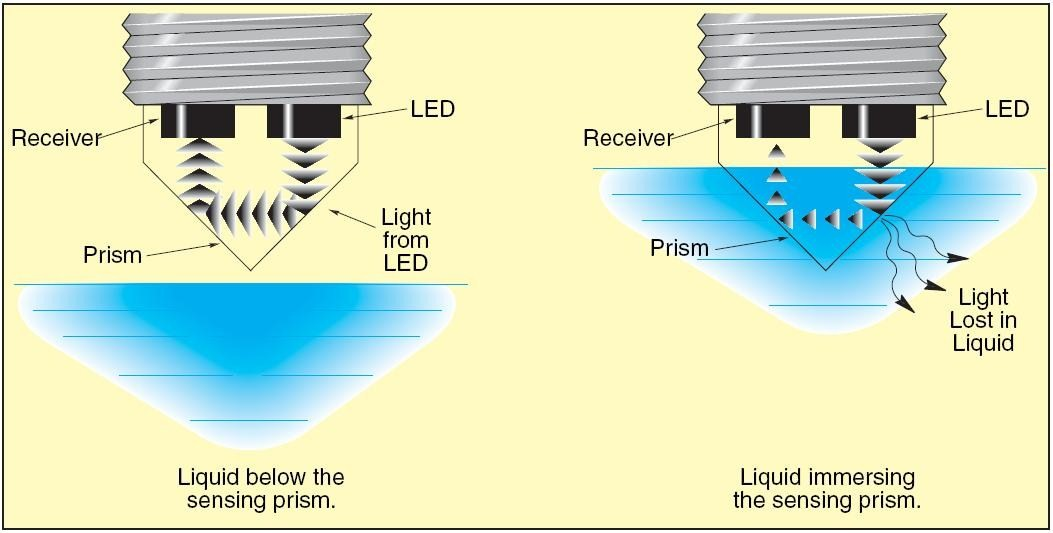 Receiver
LED
Prism
Light
from
LED
Liquid below the
sensing prism.
Receiver
LED
Prism
Light
Lost in
Liquid
Liquid immersing
the sensing prism.